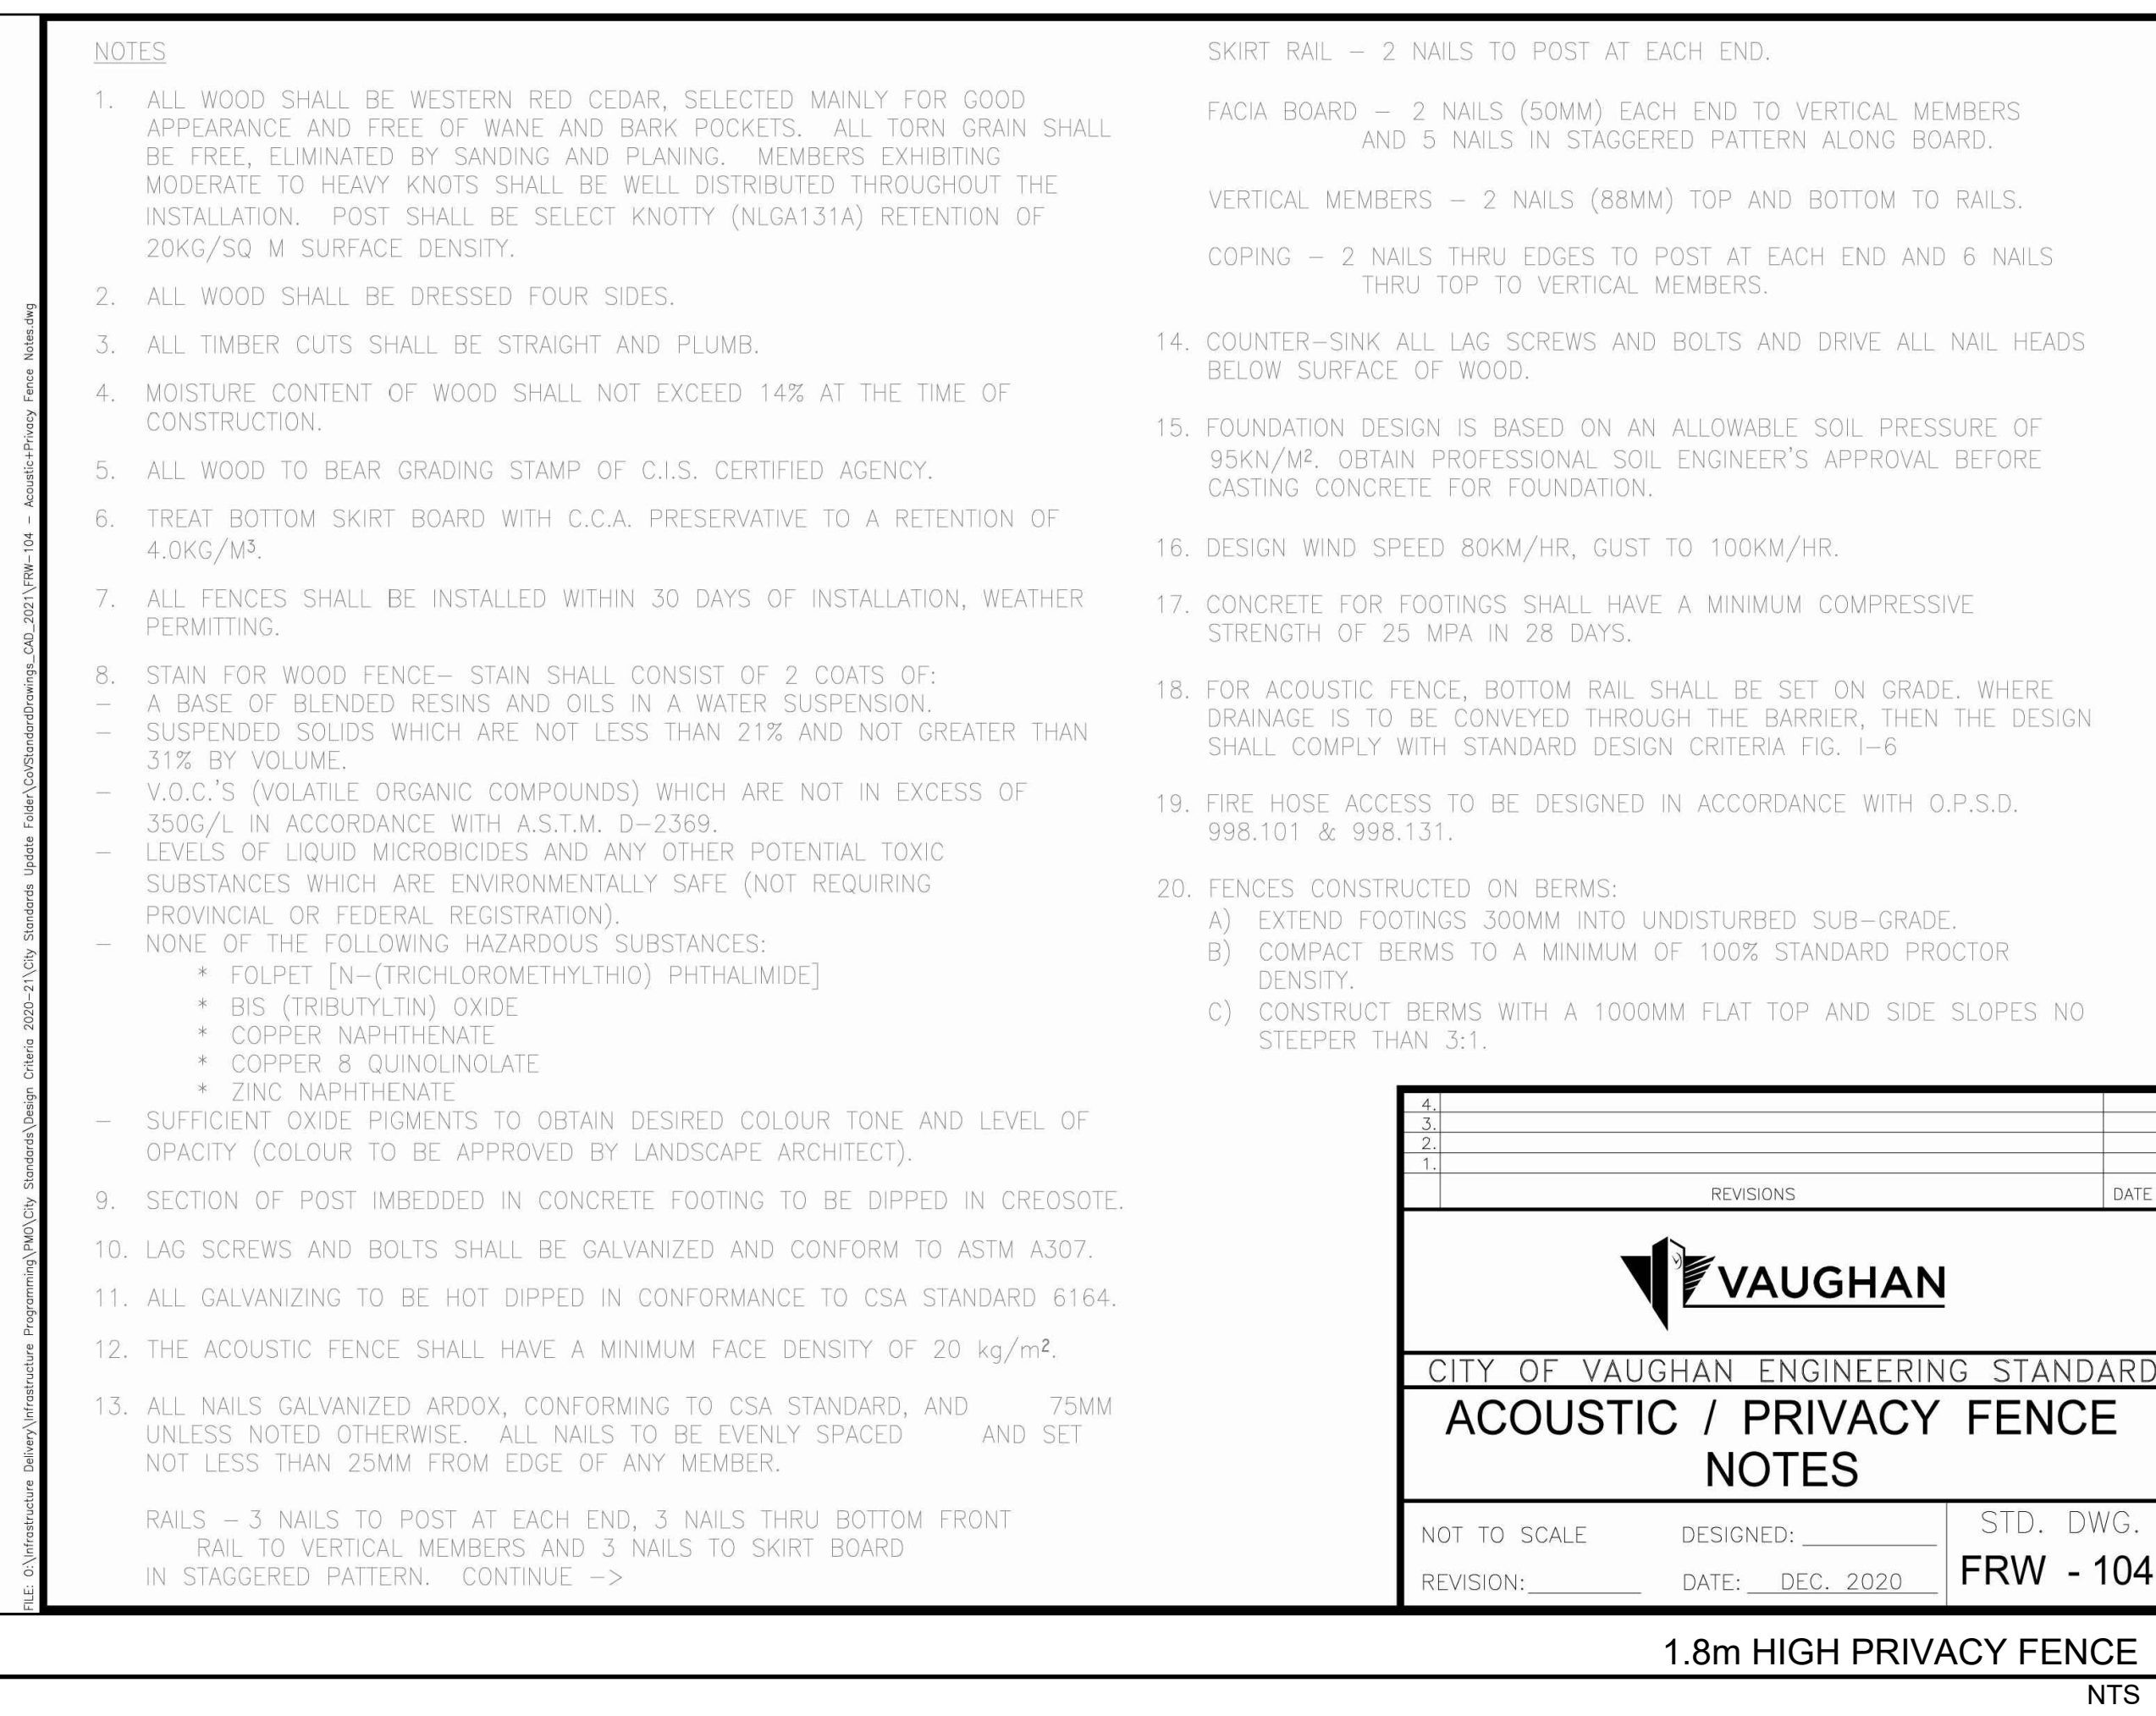 NOTES
1. ALL WOOD SHALL BE WESTERN RED CEDAR, SELECTED MAINLY FOR GOOD
APPEARANCE AND FREE OF WANE AND BARK POCKETS. ALL TORN GRAIN SHALL
BE FREE, ELIMINATED BY SANDING AND PLANING. MEMBERS EXHIBITING
MODERATE TO HEAVY KNOTS SHALL BE WELL DISTRIBUTED THROUGHOUT THE
INSTALLATION. POST SHALL BE SELECT KNOTTY (NLGA131A) RETENTION OF
20KG/SQ M SURFACE DENSITY.
2. ALL WOOD SHALL BE DRESSED FOUR SIDES.
3. ALL TIMBER CUTS SHALL BE STRAIGHT AND PLUMB.
4. MOISTURE CONTENT OF WOOD SHALL NOT EXCEED 14% AT THE TIME OF
CONSTRUCTION.
5. ALL WOOD TO BEAR GRADING STAMP OF C.I.S. CERTIFIED AGENCY.
6. TREAT BOTTOM SKIRT BOARD WITH C.C.A. PRESERVATIVE TO A RETENTION OF
4.0KG/M³.
7. ALL FENCES SHALL BE INSTALLED WITHIN 30 DAYS OF INSTALLATION, WEATHER
PERMITTING.
8. STAIN FOR WOOD FENCE– STAIN SHALL CONSIST OF 2 COATS OF:
– A BASE OF BLENDED RESINS AND OILS IN A WATER SUSPENSION.
– SUSPENDED SOLIDS WHICH ARE NOT LESS THAN 21% AND NOT GREATER THAN
31% BY VOLUME.
– V.O.C.'S (VOLATILE ORGANIC COMPOUNDS) WHICH ARE NOT IN EXCESS OF
350G/L IN ACCORDANCE WITH A.S.T.M. D–2369.
– LEVELS OF LIQUID MICROBICIDES AND ANY OTHER POTENTIAL TOXIC
SUBSTANCES WHICH ARE ENVIRONMENTALLY SAFE (NOT REQUIRING
PROVINCIAL OR FEDERAL REGISTRATION).
– NONE OF THE FOLLOWING HAZARDOUS SUBSTANCES:
* FOLPET [N–(TRICHLOROMETHYLTHIO) PHTHALIMIDE]
* BIS (TRIBUTYLTIN) OXIDE
* COPPER NAPHTHENATE
* COPPER 8 QUINOLINOLATE
* ZINC NAPHTHENATE
– SUFFICIENT OXIDE PIGMENTS TO OBTAIN DESIRED COLOUR TONE AND LEVEL OF
OPACITY (COLOUR TO BE APPROVED BY LANDSCAPE ARCHITECT).
9. SECTION OF POST IMBEDDED IN CONCRETE FOOTING TO BE DIPPED IN CREOSOTE.
10. LAG SCREWS AND BOLTS SHALL BE GALVANIZED AND CONFORM TO ASTM A307.
11. ALL GALVANIZING TO BE HOT DIPPED IN CONFORMANCE TO CSA STANDARD 6164.
12. THE ACOUSTIC FENCE SHALL HAVE A MINIMUM FACE DENSITY OF 20 kg/m².
13. ALL NAILS GALVANIZED ARDOX, CONFORMING TO CSA STANDARD, AND 75MM
UNLESS NOTED OTHERWISE. ALL NAILS TO BE EVENLY SPACED AND SET
NOT LESS THAN 25MM FROM EDGE OF ANY MEMBER.
RAILS – 3 NAILS TO POST AT EACH END, 3 NAILS THRU BOTTOM FRONT
RAIL TO VERTICAL MEMBERS AND 3 NAILS TO SKIRT BOARD
IN STAGGERED PATTERN. CONTINUE –>
SKIRT RAIL – 2 NAILS TO POST AT EACH END.
FACIA BOARD – 2 NAILS (50MM) EACH END TO VERTICAL MEMBERS
AND 5 NAILS IN STAGGERED PATTERN ALONG BOARD.
VERTICAL MEMBERS – 2 NAILS (88MM) TOP AND BOTTOM TO RAILS.
COPING – 2 NAILS THRU EDGES TO POST AT EACH END AND 6 NAILS
THRU TOP TO VERTICAL MEMBERS.
14. COUNTER–SINK ALL LAG SCREWS AND BOLTS AND DRIVE ALL NAIL HEADS
BELOW SURFACE OF WOOD.
15. FOUNDATION DESIGN IS BASED ON AN ALLOWABLE SOIL PRESSURE OF
95KN/M². OBTAIN PROFESSIONAL SOIL ENGINEER'S APPROVAL BEFORE
CASTING CONCRETE FOR FOUNDATION.
16. DESIGN WIND SPEED 80KM/HR, GUST TO 100KM/HR.
17. CONCRETE FOR FOOTINGS SHALL HAVE A MINIMUM COMPRESSIVE
STRENGTH OF 25 MPA IN 28 DAYS.
18. FOR ACOUSTIC FENCE, BOTTOM RAIL SHALL BE SET ON GRADE. WHERE
DRAINAGE IS TO BE CONVEYED THROUGH THE BARRIER, THEN THE DESIGN
SHALL COMPLY WITH STANDARD DESIGN CRITERIA FIG. I–6
19. FIRE HOSE ACCESS TO BE DESIGNED IN ACCORDANCE WITH O.P.S.D.
998.101 & 998.131.
20. FENCES CONSTRUCTED ON BERMS:
A) EXTEND FOOTINGS 300MM INTO UNDISTURBED SUB–GRADE.
B) COMPACT BERMS TO A MINIMUM OF 100% STANDARD PROCTOR
DENSITY.
C) CONSTRUCT BERMS WITH A 1000MM FLAT TOP AND SIDE SLOPES NO
STEEPER THAN 3:1.
4.
3.
2.
1.
REVISIONS DATE
VAUGHAN
CITY OF VAUGHAN ENGINEERING STANDARD
ACOUSTIC / PRIVACY FENCE
NOTES
NOT TO SCALE DESIGNED:
REVISION: DATE: DEC. 2020
STD. DWG.
FRW - 104
1.8m HIGH PRIVACY FENCE
NTS
FILE: O:\Infrastructure Delivery\Infrastructure Programming\PMO\City Standards\Design Criteria 2020–21\City Standards Update Folder\CoVStandardDrawings_CAD_2021\FRW–104 – Acoustic+Privacy Fence Notes.dwg